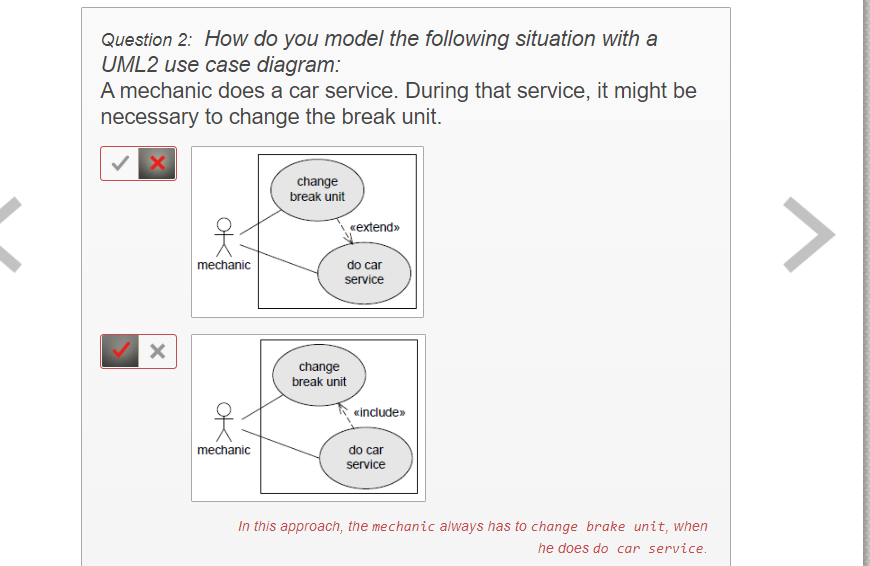 Question 2: How do you model the following situation with a
UML2 use case diagram:
A mechanic does a car service. During that service, it might be
necessary to change the break unit.
change
break unit
«extend»
mechanic
do car
service
change
break unit
«include»
mechanic
do car
service
In this approach, the mechanic always has to change brake unit, when
he does do car service.